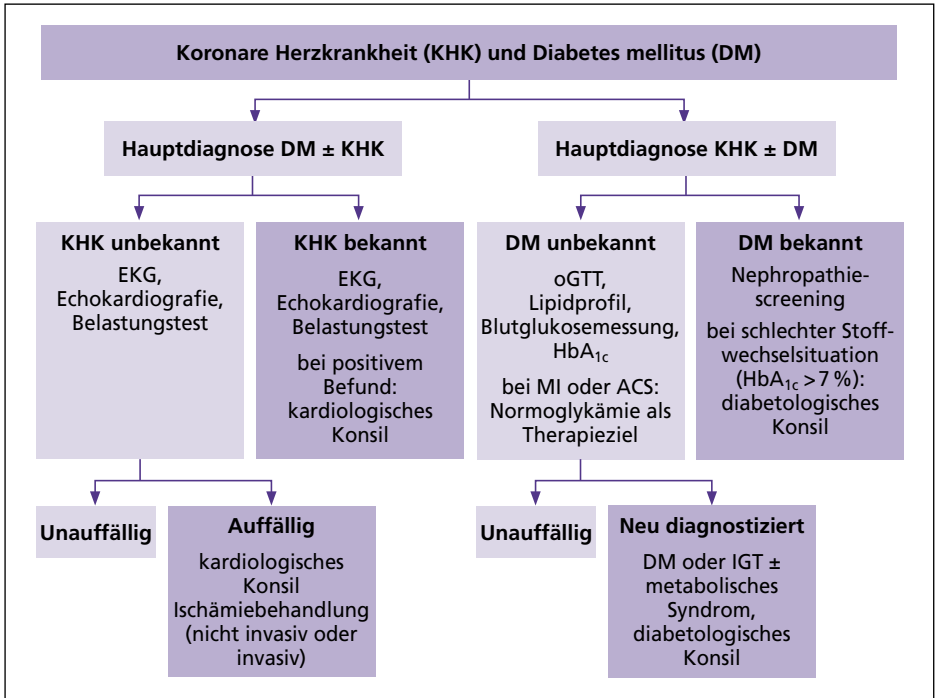 Koronare Herzkrankheit (KHK) und Diabetes mellitus (DM)
Hauptdiagnose DM ± KHK
Hauptdiagnose KHK ± DM
KHK unbekannt
EKG,
Echokardiografie,
Belastungstest
KHK bekannt
EKG,
Echokardiografie,
Belastungstest
bei positivem
Befund:
kardiologisches
Konsil
DM unbekannt
oGTT,
Lipidprofil,
Blutglukosemessung,
HbA1c
bei MI oder ACS:
Normoglykämie als
Therapieziel
DM bekannt
Nephropathie-
screening
bei schlechter Stoff-
wechselsituation
(HbA1c >7 %):
diabetologisches
Konsil
Unauffällig
Auffällig
kardiologisches
Konsil
Ischämiebehandlung
(nicht invasiv oder
invasiv)
Unauffällig
Neu diagnostiziert
DM oder IGT ±
metabolisches
Syndrom,
diabetologisches
Konsil